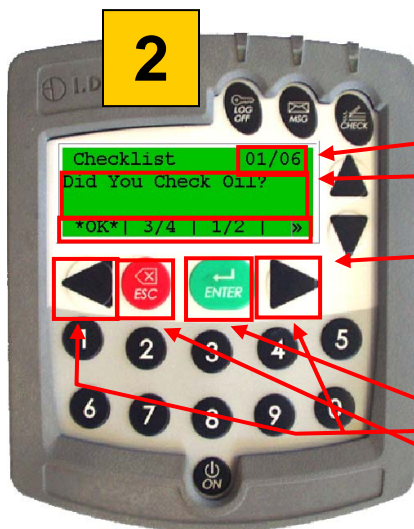 2
I.D
LOG OFF
MSG
CHECK
Checklist 01/06
Did You Check Oil?
*OK*| 3/4 | 1/2 | »
ESC
ENTER
1 2 3 4 5
6 7 8 9 0
ON